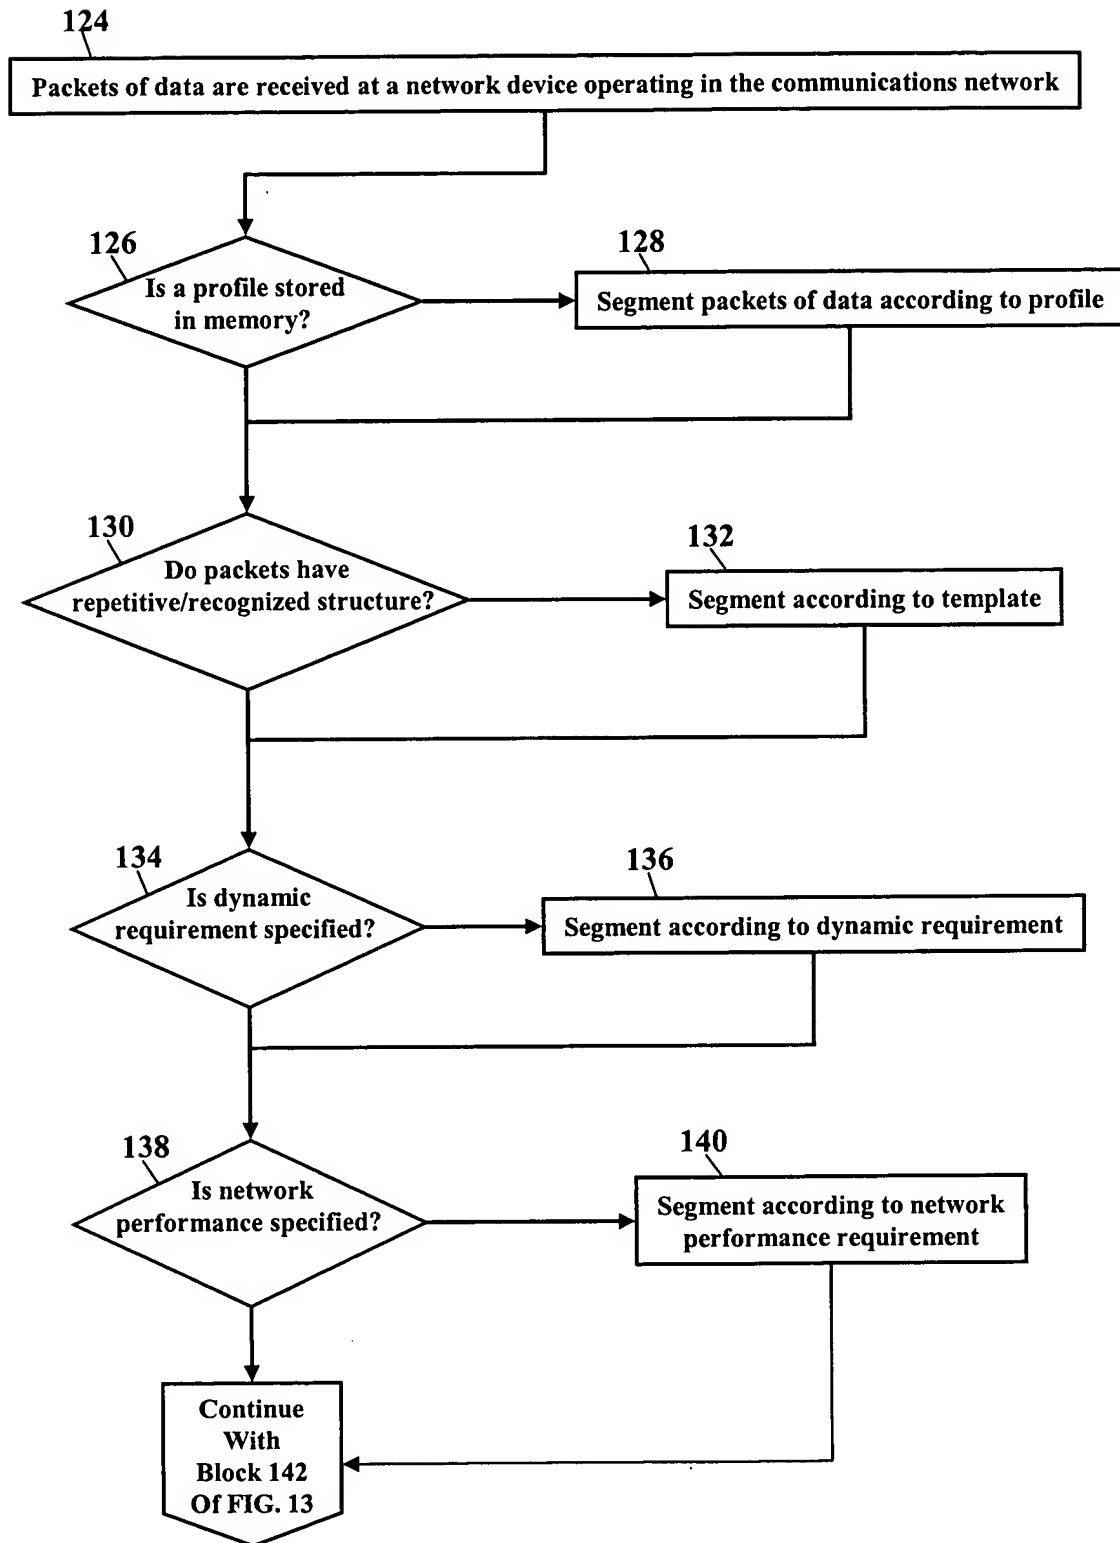 124
Packets of data are received at a network device operating in the communications network
126
Is a profile stored
in memory?
128
Segment packets of data according to profile
130
Do packets have
repetitive/recognized structure?
132
Segment according to template
134
Is dynamic
requirement specified?
136
Segment according to dynamic requirement
138
Is network
performance specified?
140
Segment according to network
performance requirement
Continue
With
Block 142
Of FIG. 13